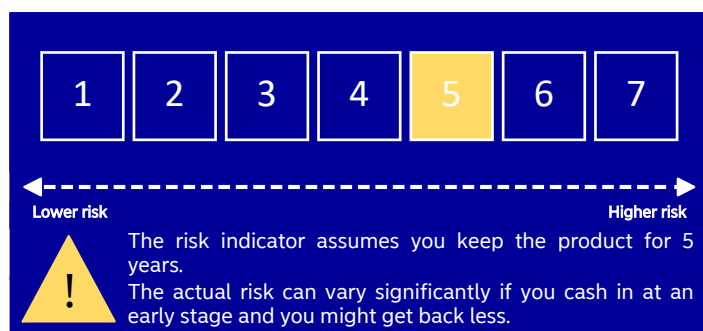 1 2 3 4 5 6 7
Lower risk Higher risk
The risk indicator assumes you keep the product for 5
years.
!
The actual risk can vary significantly if you cash in at an
early stage and you might get back less.